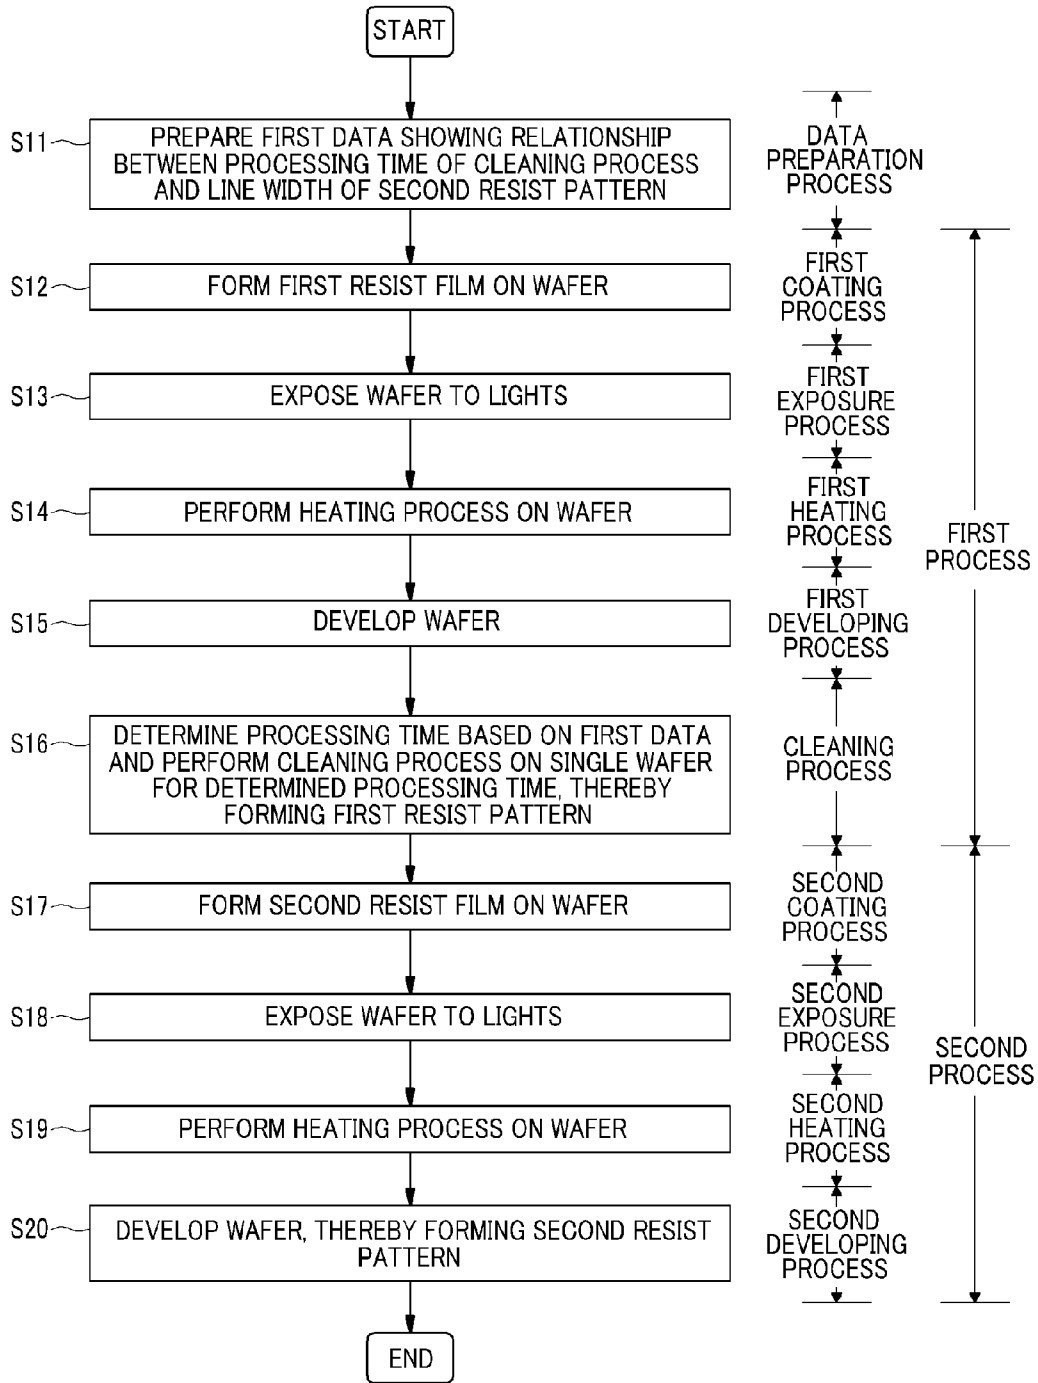 START
S11
PREPARE FIRST DATA SHOWING RELATIONSHIP
BETWEEN PROCESSING TIME OF CLEANING PROCESS
AND LINE WIDTH OF SECOND RESIST PATTERN
DATA
PREPARATION
PROCESS
S12
FORM FIRST RESIST FILM ON WAFER
FIRST
COATING
PROCESS
S13
EXPOSE WAFER TO LIGHTS
FIRST
EXPOSURE
PROCESS
S14
PERFORM HEATING PROCESS ON WAFER
FIRST
HEATING
PROCESS
FIRST
PROCESS
S15
DEVELOP WAFER
FIRST
DEVELOPING
PROCESS
S16
DETERMINE PROCESSING TIME BASED ON FIRST DATA
AND PERFORM CLEANING PROCESS ON SINGLE WAFER
FOR DETERMINED PROCESSING TIME, THEREBY
FORMING FIRST RESIST PATTERN
CLEANING
PROCESS
S17
FORM SECOND RESIST FILM ON WAFER
SECOND
COATING
PROCESS
S18
EXPOSE WAFER TO LIGHTS
SECOND
EXPOSURE
PROCESS
SECOND
PROCESS
S19
PERFORM HEATING PROCESS ON WAFER
SECOND
HEATING
PROCESS
S20
DEVELOP WAFER, THEREBY FORMING SECOND RESIST
PATTERN
SECOND
DEVELOPING
PROCESS
END